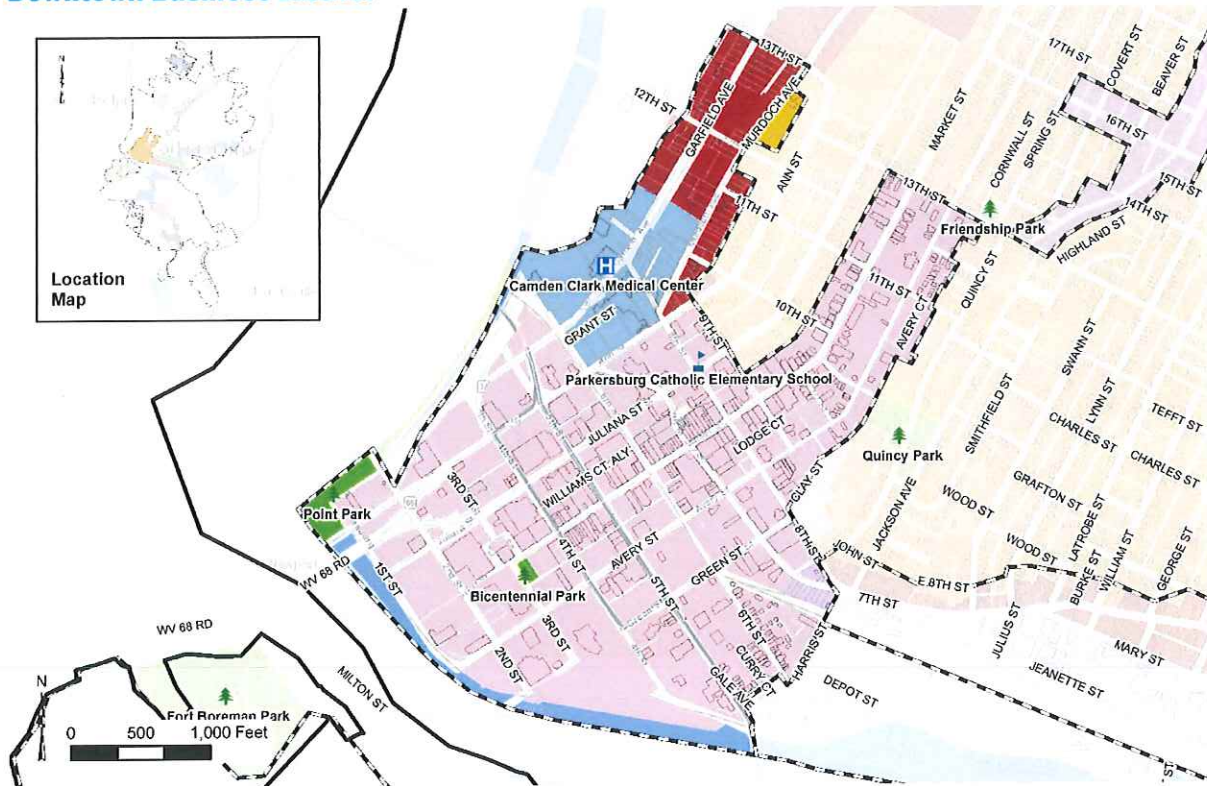 Downtown Business
N
Location
Map
13TH ST
12TH ST
GARFIELD AVE
MURDOCH AVE
11TH ST
ANN ST
MARKET ST
17TH ST
COVERT ST
BEAVER ST
16TH ST
CORNWALL ST
SPRING ST
15TH ST
14TH ST
13TH ST
Friendship Park
HIGHLAND ST
H
Camden Clark Medical Center
GRANT ST
9TH ST
10TH ST
11TH ST
AVERY CT
QUINCY ST
Parkersburg Catholic Elementary School
JULIANA ST
LODGE CT
WILLIAMS CT ALY
3RD ST
CLAY ST
Quincy Park
SMITHFIELD ST
SWANN ST
LYNN ST
TEFFT ST
CHARLES ST
CHARLES ST
GRAFTON ST
WOOD ST
WOOD ST
JACKSON AVE
LATROBE ST
BURKE ST
WILLIAM ST
GEORGE ST
Point Park
1ST ST
WV 68 RD
4TH ST
AVERY ST
5TH ST
GREEN ST
8TH ST
JOHN ST
E 8TH ST
7TH ST
Bicentennial Park
3RD ST
2ND ST
6TH ST
CURRY CT
HARRIS ST
GALE AVE
DEPOT ST
JULIUS ST
JEANETTE ST
MARY ST
WV 68 RD
MILTON ST
Fort Boreman Park
N
0 500 1,000 Feet
ST